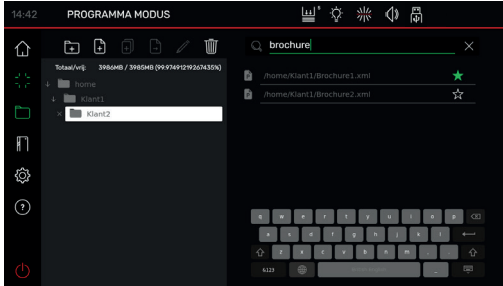 14:42 PROGRAMMA MODUS
brochure
Totaal/vrij: 3986MB / 3985MB (99.97491219267435%)
home
Klant1
Klant2
/home/Klant1/Brochure1.xml
/home/Klant1/Brochure2.xml
q w e r t y u i o p
a s d f g h j k l
z x c v b n m , .
&123 _